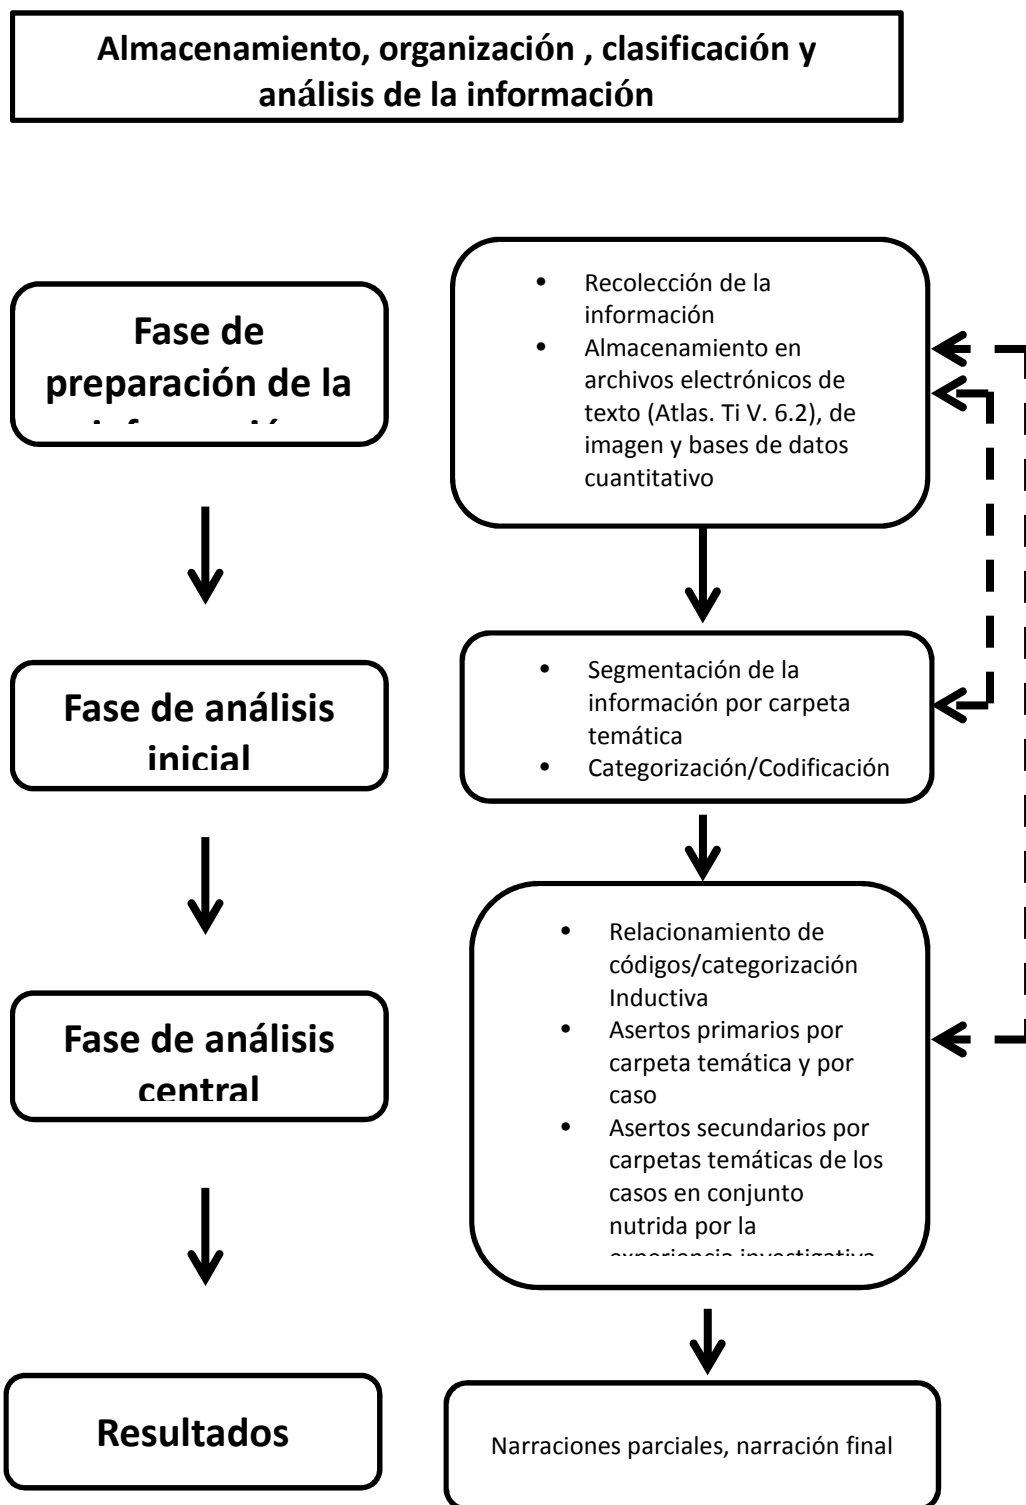 Almacenamiento, organización , clasificación y
análisis de la información
Fase de
preparación de la
• Recolección de la
información
• Almacenamiento en
archivos electrónicos de
texto (Atlas. Ti V. 6.2), de
imagen y bases de datos
cuantitativo
Fase de análisis
inicial
• Segmentación de la
información por carpeta
temática
• Categorización/Codificación
Fase de análisis
central
• Relacionamiento de
códigos/categorización
Inductiva
• Asertos primarios por
carpeta temática y por
caso
• Asertos secundarios por
carpetas temáticas de los
casos en conjunto
nutrida por la
experiencia investigativa
Resultados
Narraciones parciales, narración final